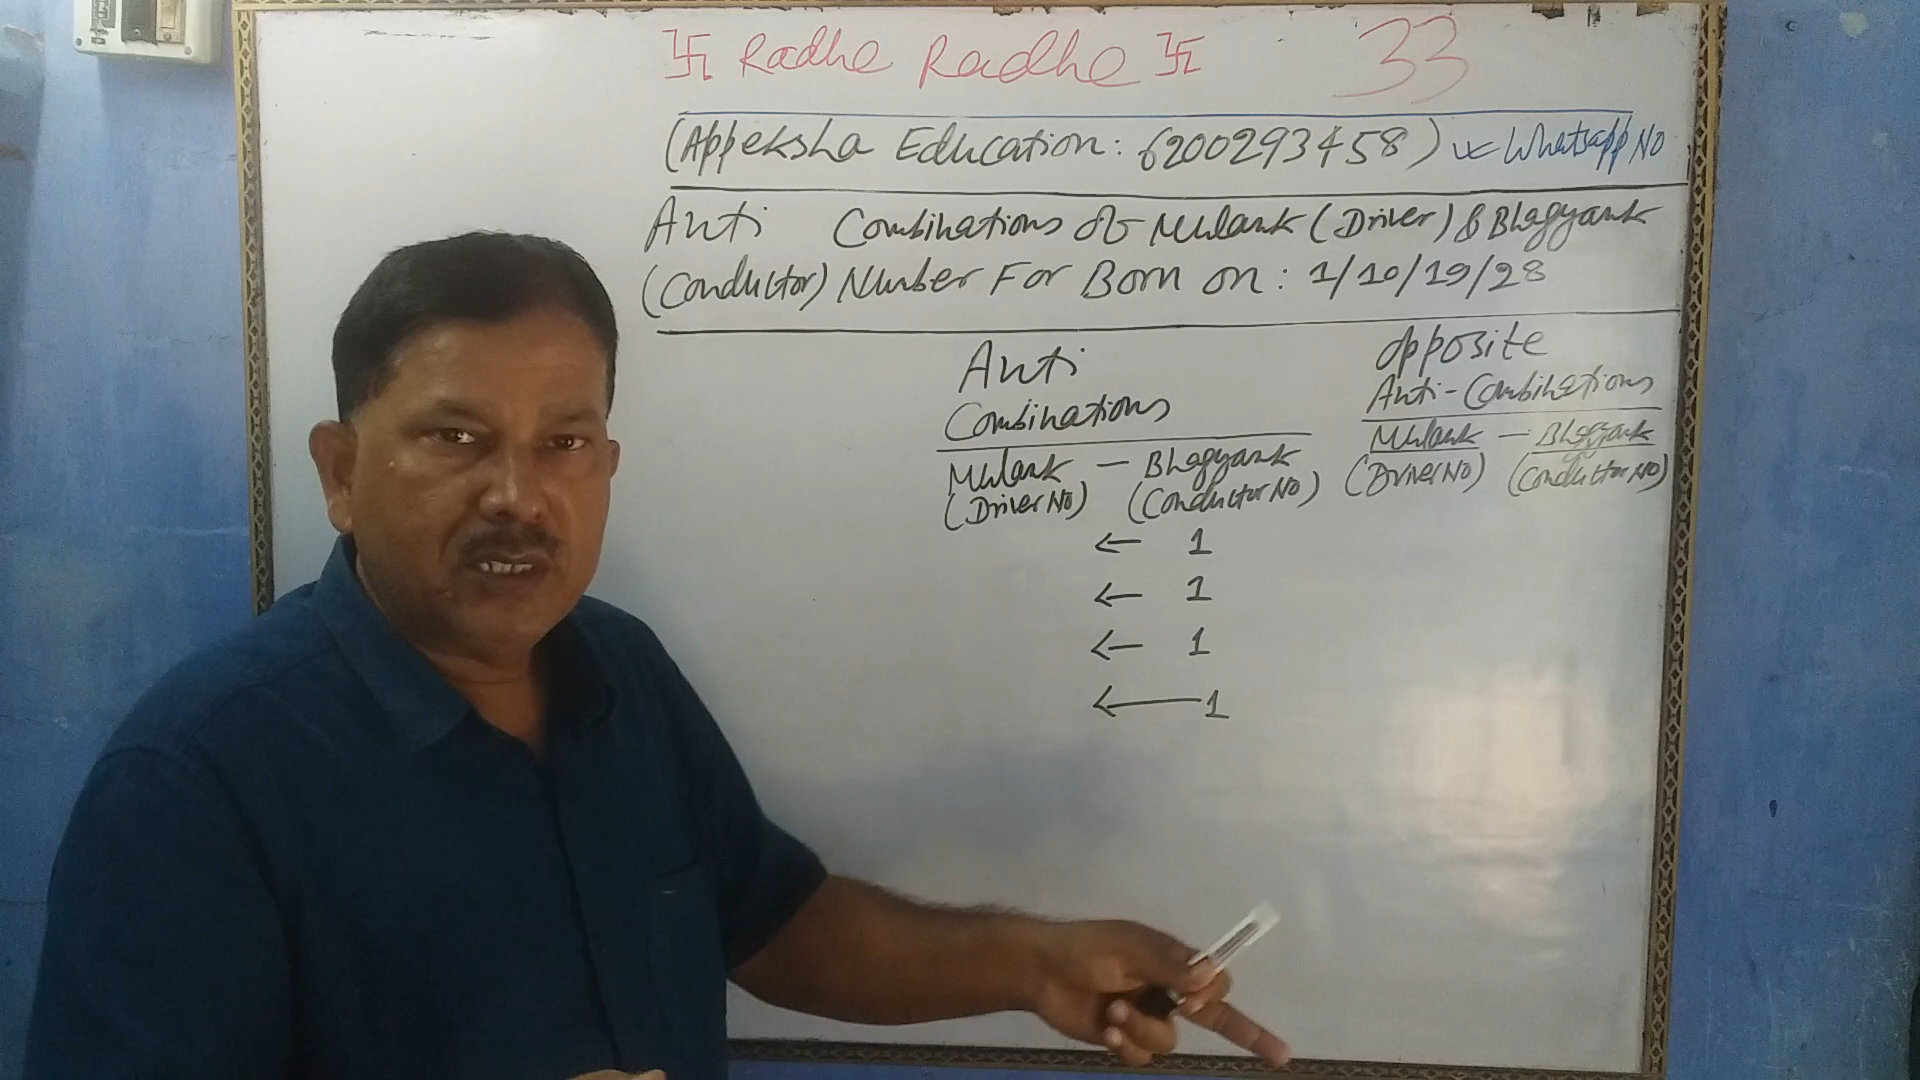 卐 Radhe Radhe 卐 33
(Appeksha Education: 6200293458) ← Whatsapp No
Anti Combinations of Mulank (Driver) & Bhagyank
(Conductor) Number For Born on: 1/10/19/28
Anti
Combinations
Mulank — Bhagyank
(Driver No) (Conductor No)
← 1
← 1
← 1
← 1
Opposite
Anti-Combinations
Mulank — Bhagyank
(Driver No) (Conductor No)